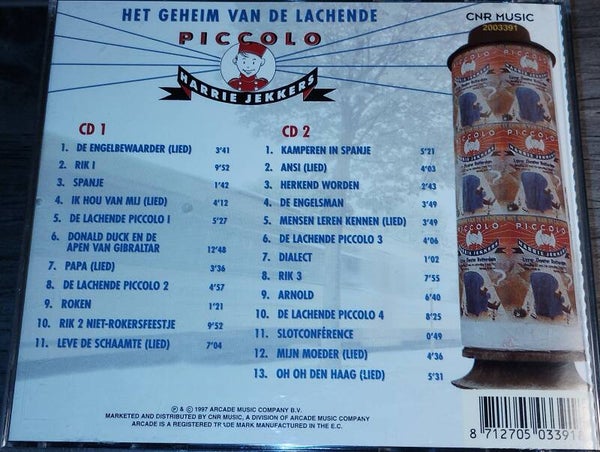 HET GEHEIM VAN DE LACHENDE
PICCOLO
HARRIE JEKKERS
CNR MUSIC
2003391
CD 1
1. DE ENGELBEWAARDER (LIED) 3'41
2. RIK I 9'52
3. SPANJE 1'42
4. IK HOU VAN MIJ (LIED) 4'12
5. DE LACHENDE PICCOLO I 5'27
6. DONALD DUCK EN DE
APEN VAN GIBRALTAR 12'48
7. PAPA (LIED) 3'36
8. DE LACHENDE PICCOLO 2 4'57
9. ROKEN 1'21
10. RIK 2 NIET-ROKERSFEESTJE 9'52
11. LEVE DE SCHAAMTE (LIED) 7'04
CD 2
1. KAMPEREN IN SPANJE 5'21
2. ANSI (LIED) 4'03
3. HERKEND WORDEN 2'43
4. DE ENGELSMAN 3'49
5. MENSEN LEREN KENNEN (LIED) 3'49
6. DE LACHENDE PICCOLO 3 4'06
7. DIALECT 1'02
8. RIK 3 7'55
9. ARNOLD 6'40
10. DE LACHENDE PICCOLO 4 8'25
11. SLOTCONFÉRENCE 0'49
12. MIJN MOEDER (LIED) 4'36
13. OH OH DEN HAAG (LIED) 5'31
PICCOLO
PICCOLO PICCOLO
HARRIE JEKKERS
PICCOLO PICCOLO
HARRIE JEKKERS
℗ & © 1997 ARCADE MUSIC COMPANY B.V.
MARKETED AND DISTRIBUTED BY CNR MUSIC, A DIVISION OF ARCADE MUSIC COMPANY
ARCADE IS A REGISTERED TRADE MARK MANUFACTURED IN THE E.C.
8 712705 033918